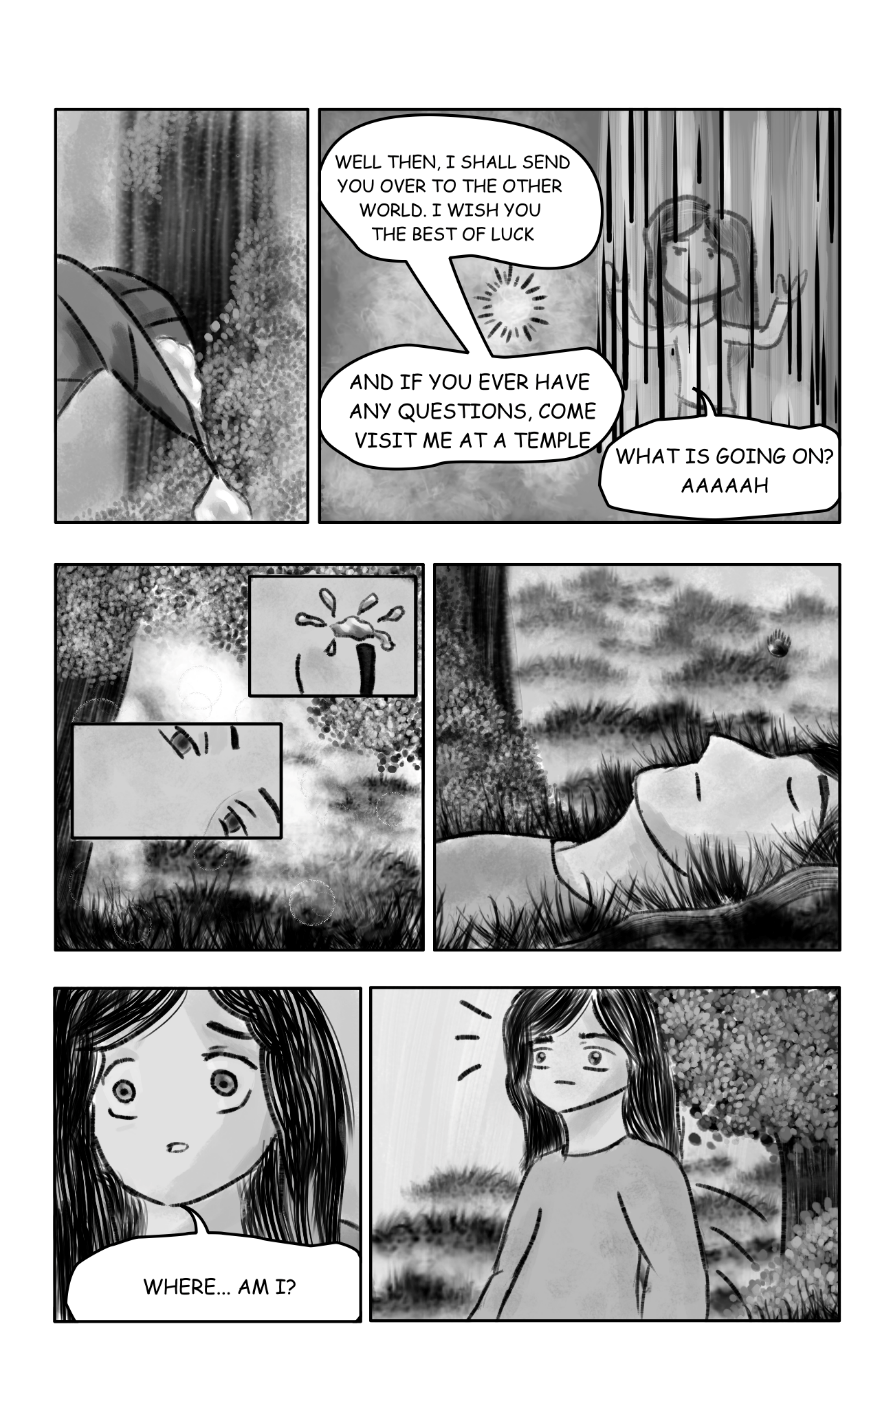 WELL THEN, I SHALL SEND
YOU OVER TO THE OTHER
WORLD. I WISH YOU
THE BEST OF LUCK
AND IF YOU EVER HAVE
ANY QUESTIONS, COME
VISIT ME AT A TEMPLE
WHAT IS GOING ON?
AAAAAH
WHERE... AM I?